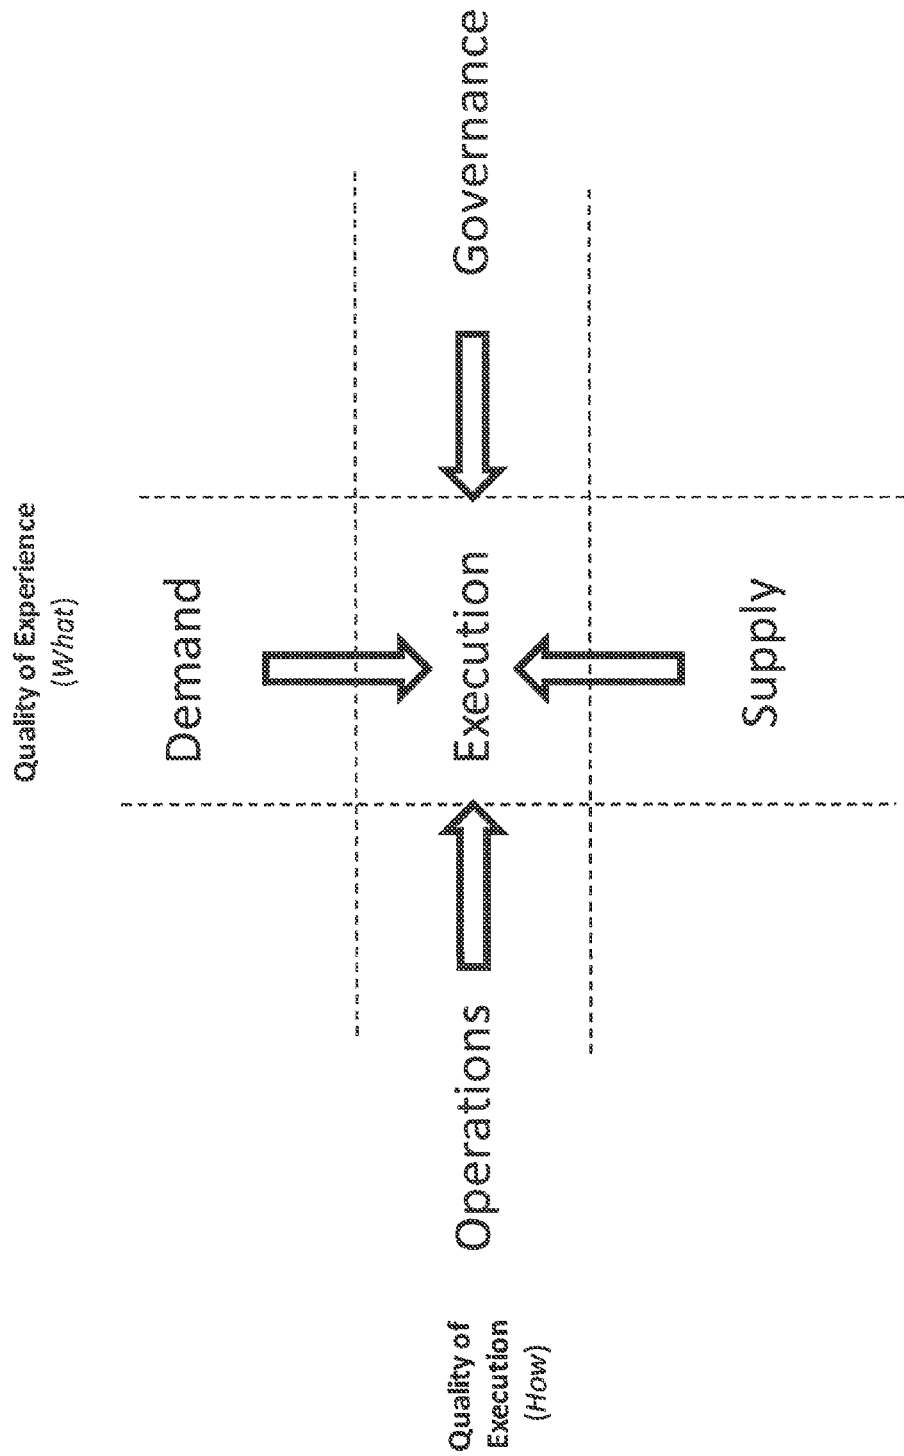 Quality of Experience
(What)
Demand
Quality of
Execution
(How)
Operations
Execution
Governance
Supply